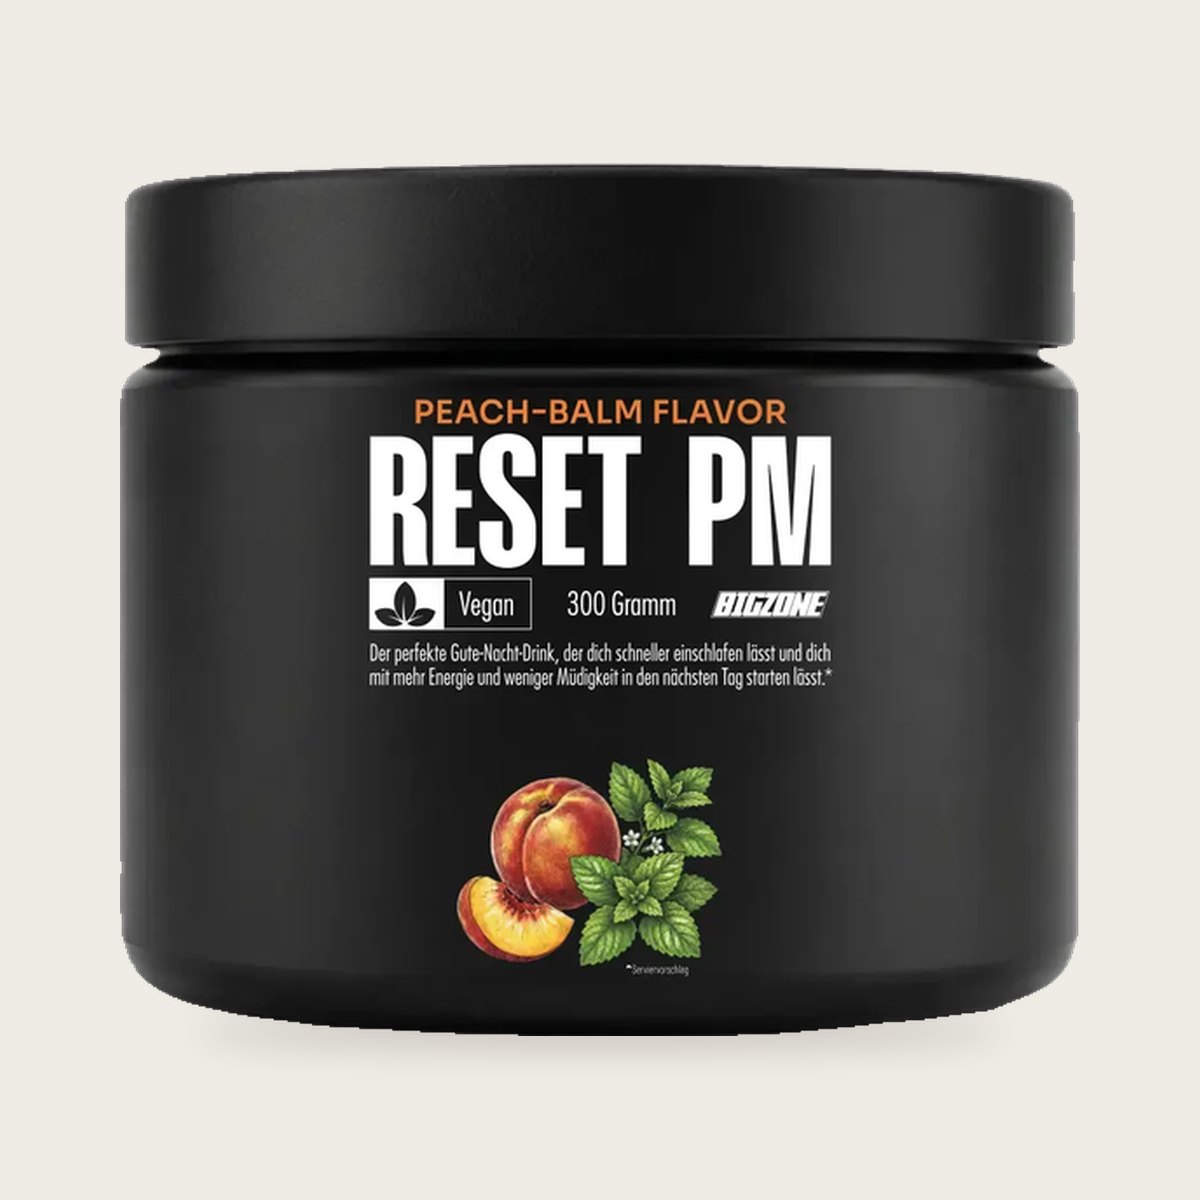 PEACH-BALM FLAVOR
RESET PM
Vegan 300 Gramm BIGZONE
Der perfekte Gute-Nacht-Drink, der dich schneller einschlafen lässt und dich
mit mehr Energie und weniger Müdigkeit in den nächsten Tag starten lässt.*
*Serviervorschlag